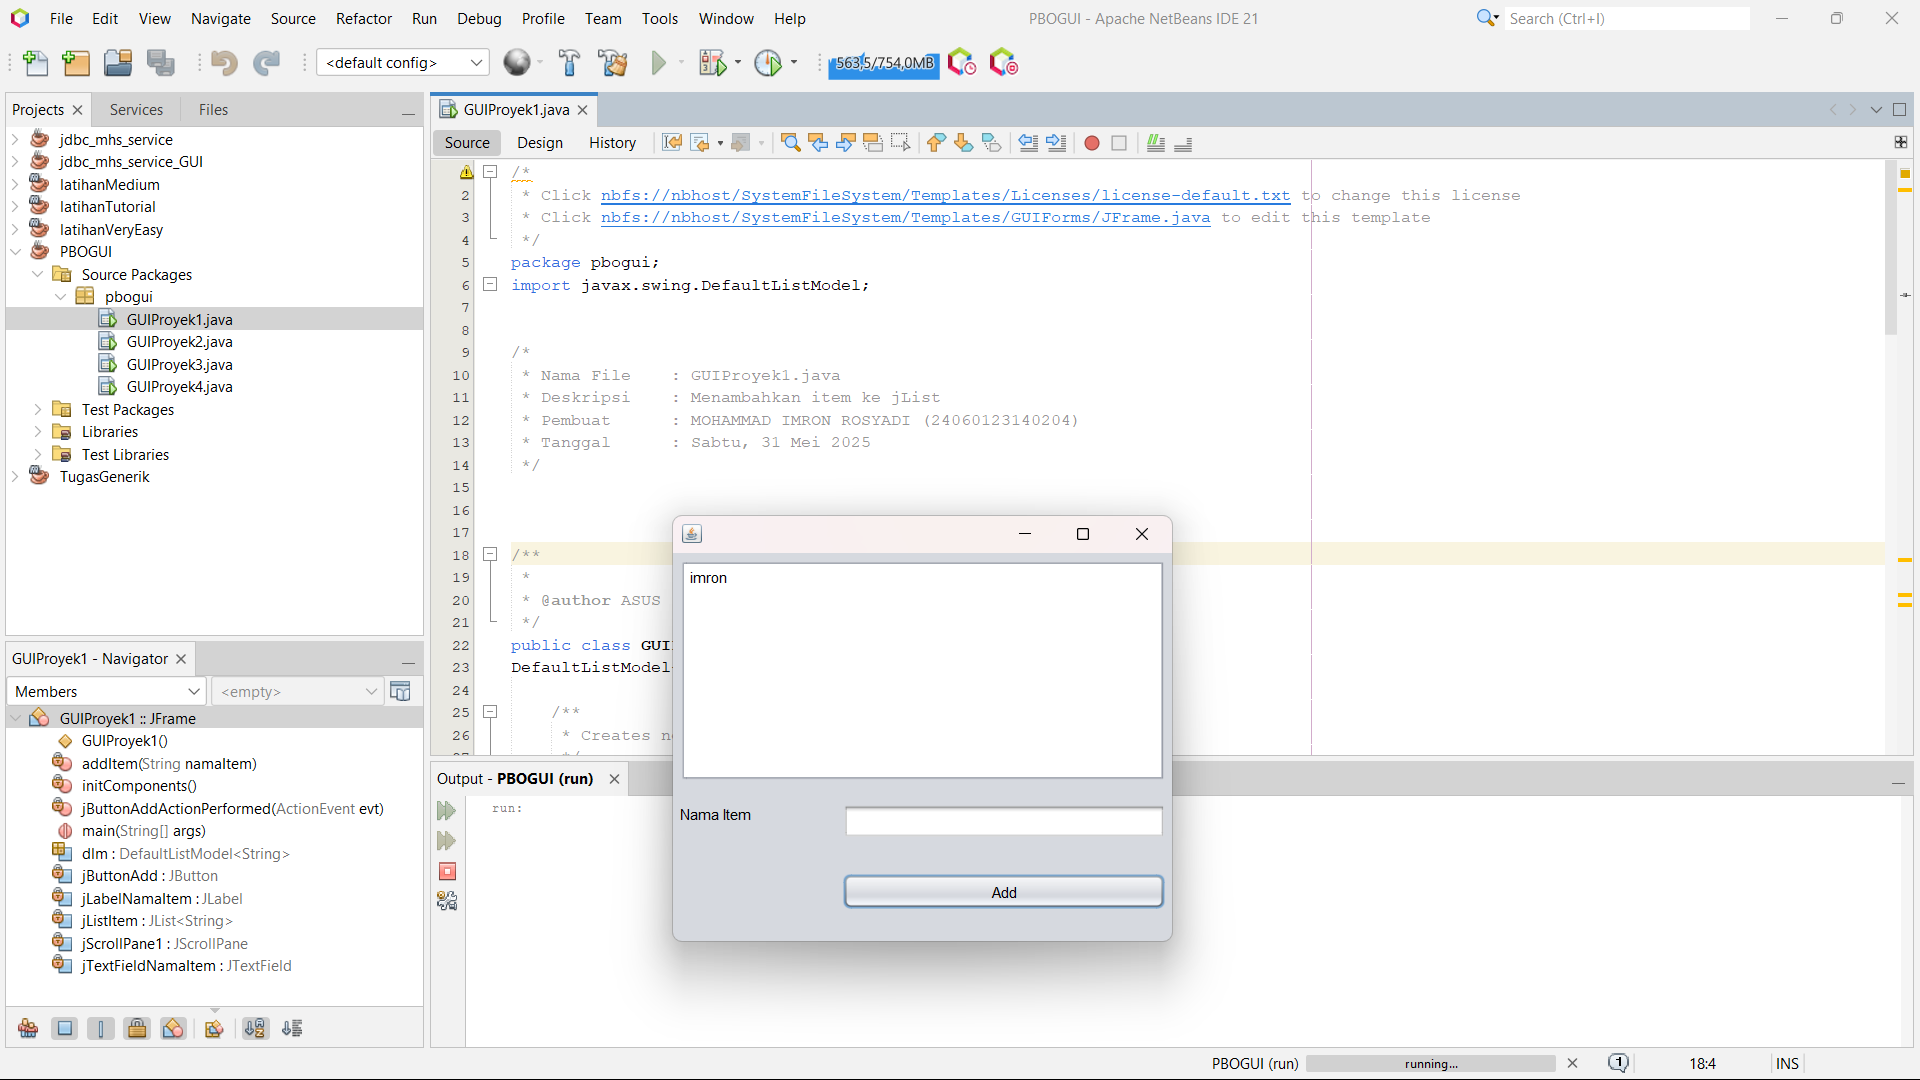 File Edit View Navigate Source Refactor Run Debug Profile Team Tools Window Help
PBOGUI - Apache NetBeans IDE 21
Search (Ctrl+I)
<default config>
563,5/754,0MB
Projects Services Files
jdbc_mhs_service
jdbc_mhs_service_GUI
latihanMedium
latihanTutorial
latihanVeryEasy
PBOGUI
Source Packages
pbogui
GUIProyek1.java
GUIProyek2.java
GUIProyek3.java
GUIProyek4.java
Test Packages
Libraries
Test Libraries
TugasGenerik
GUIProyek1 - Navigator
Members <empty>
GUIProyek1 :: JFrame
GUIProyek1()
addItem(String namaItem)
initComponents()
jButtonAddActionPerformed(ActionEvent evt)
main(String[] args)
dlm : DefaultListModel<String>
jButtonAdd : JButton
jLabelNamaItem : JLabel
jListItem : JList<String>
jScrollPane1 : JScrollPane
jTextFieldNamaItem : JTextField
GUIProyek1.java
Source Design History
/*
2 * Click nbfs://nbhost/SystemFileSystem/Templates/Licenses/license-default.txt to change this license
3 * Click nbfs://nbhost/SystemFileSystem/Templates/GUIForms/JFrame.java to edit this template
4 */
5 package pbogui;
6 import javax.swing.DefaultListModel;
7
8
9 /*
10 * Nama File : GUIProyek1.java
11 * Deskripsi : Menambahkan item ke jList
12 * Pembuat : MOHAMMAD IMRON ROSYADI (24060123140204)
13 * Tanggal : Sabtu, 31 Mei 2025
14 */
15
16
17
18 /**
19 *
20 * @author ASUS
21 */
22 public class GUI
23 DefaultListModel
24
25 /**
26 * Creates n
imron
Nama Item
Add
Output - PBOGUI (run)
run:
PBOGUI (run) running... 1 18:4 INS